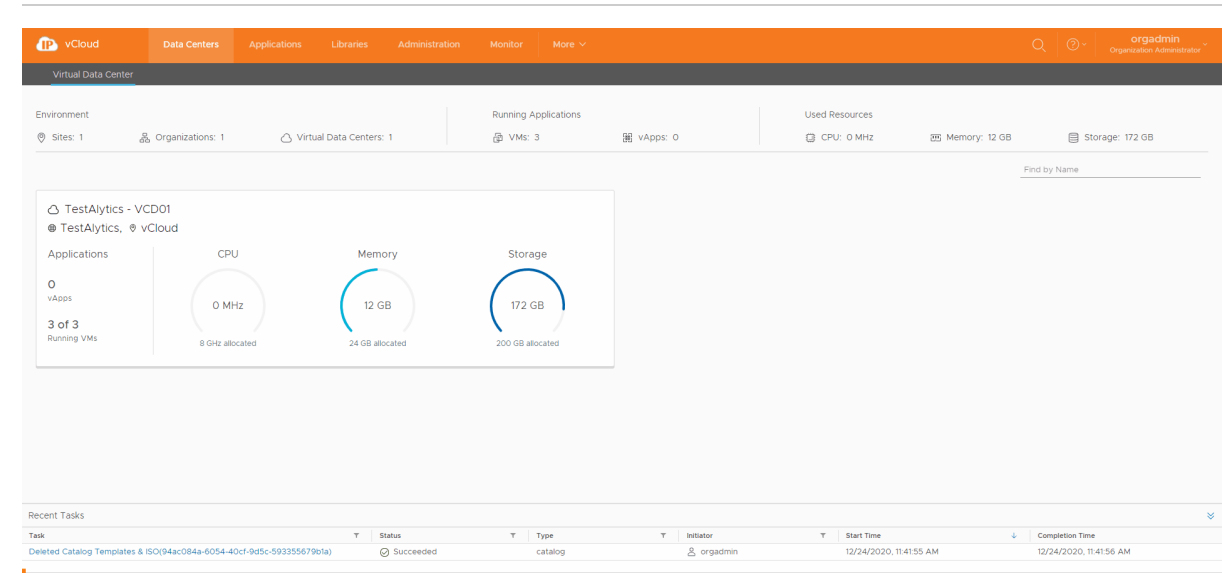 IP vCloud Data Centers Applications Libraries Administration Monitor More orgadmin
Organization Administrator
Virtual Data Center
Environment Running Applications Used Resources
Sites: 1 Organizations: 1 Virtual Data Centers: 1 VMs: 3 vApps: 0 CPU: 0 MHz Memory: 12 GB Storage: 172 GB
Find by Name
TestAlytics - VCD01
TestAlytics, vCloud
Applications CPU Memory Storage
0
vApps
0 MHz 12 GB 172 GB
3 of 3
Running VMs
8 GHz allocated 24 GB allocated 200 GB allocated
Recent Tasks
Task Status Type Initiator Start Time Completion Time
Deleted Catalog Templates & ISO(94ac084a-6054-40cf-9d5c-593355679b1a) Succeeded catalog orgadmin 12/24/2020, 11:41:55 AM 12/24/2020, 11:41:56 AM